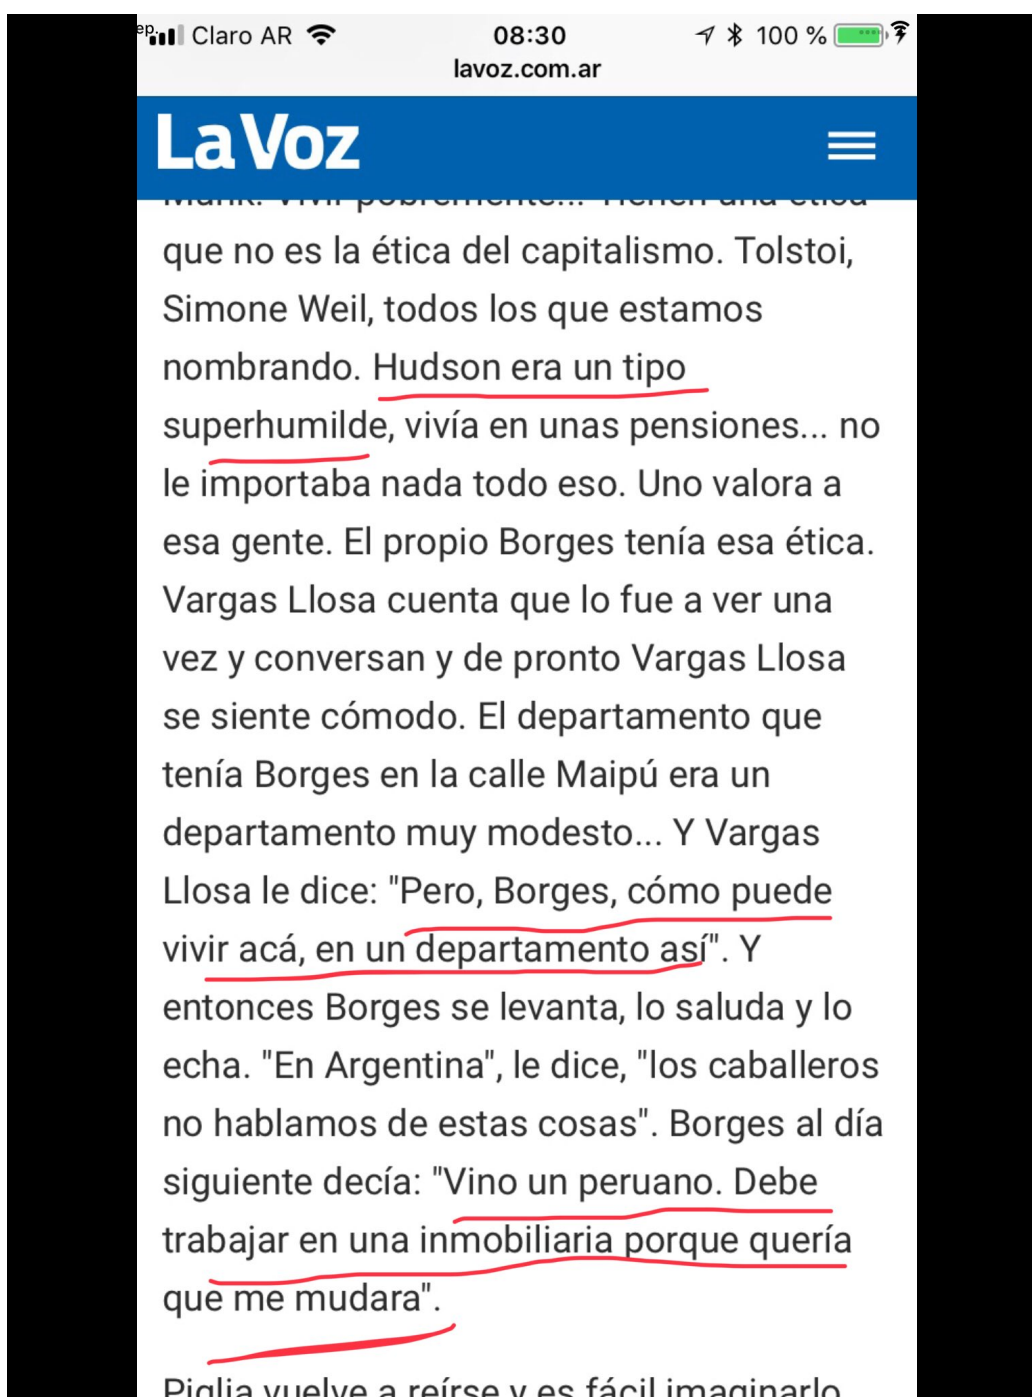 Claro AR
08:30
100 %
lavoz.com.ar
La Voz
que no es la ética del capitalismo. Tolstoi,
Simone Weil, todos los que estamos
nombrando. Hudson era un tipo
superhumilde, vivía en unas pensiones... no
le importaba nada todo eso. Uno valora a
esa gente. El propio Borges tenía esa ética.
Vargas Llosa cuenta que lo fue a ver una
vez y conversan y de pronto Vargas Llosa
se siente cómodo. El departamento que
tenía Borges en la calle Maipú era un
departamento muy modesto... Y Vargas
Llosa le dice: "Pero, Borges, cómo puede
vivir acá, en un departamento así". Y
entonces Borges se levanta, lo saluda y lo
echa. "En Argentina", le dice, "los caballeros
no hablamos de estas cosas". Borges al día
siguiente decía: "Vino un peruano. Debe
trabajar en una inmobiliaria porque quería
que me mudara".
Piglia vuelve a reírse y es fácil imaginarlo